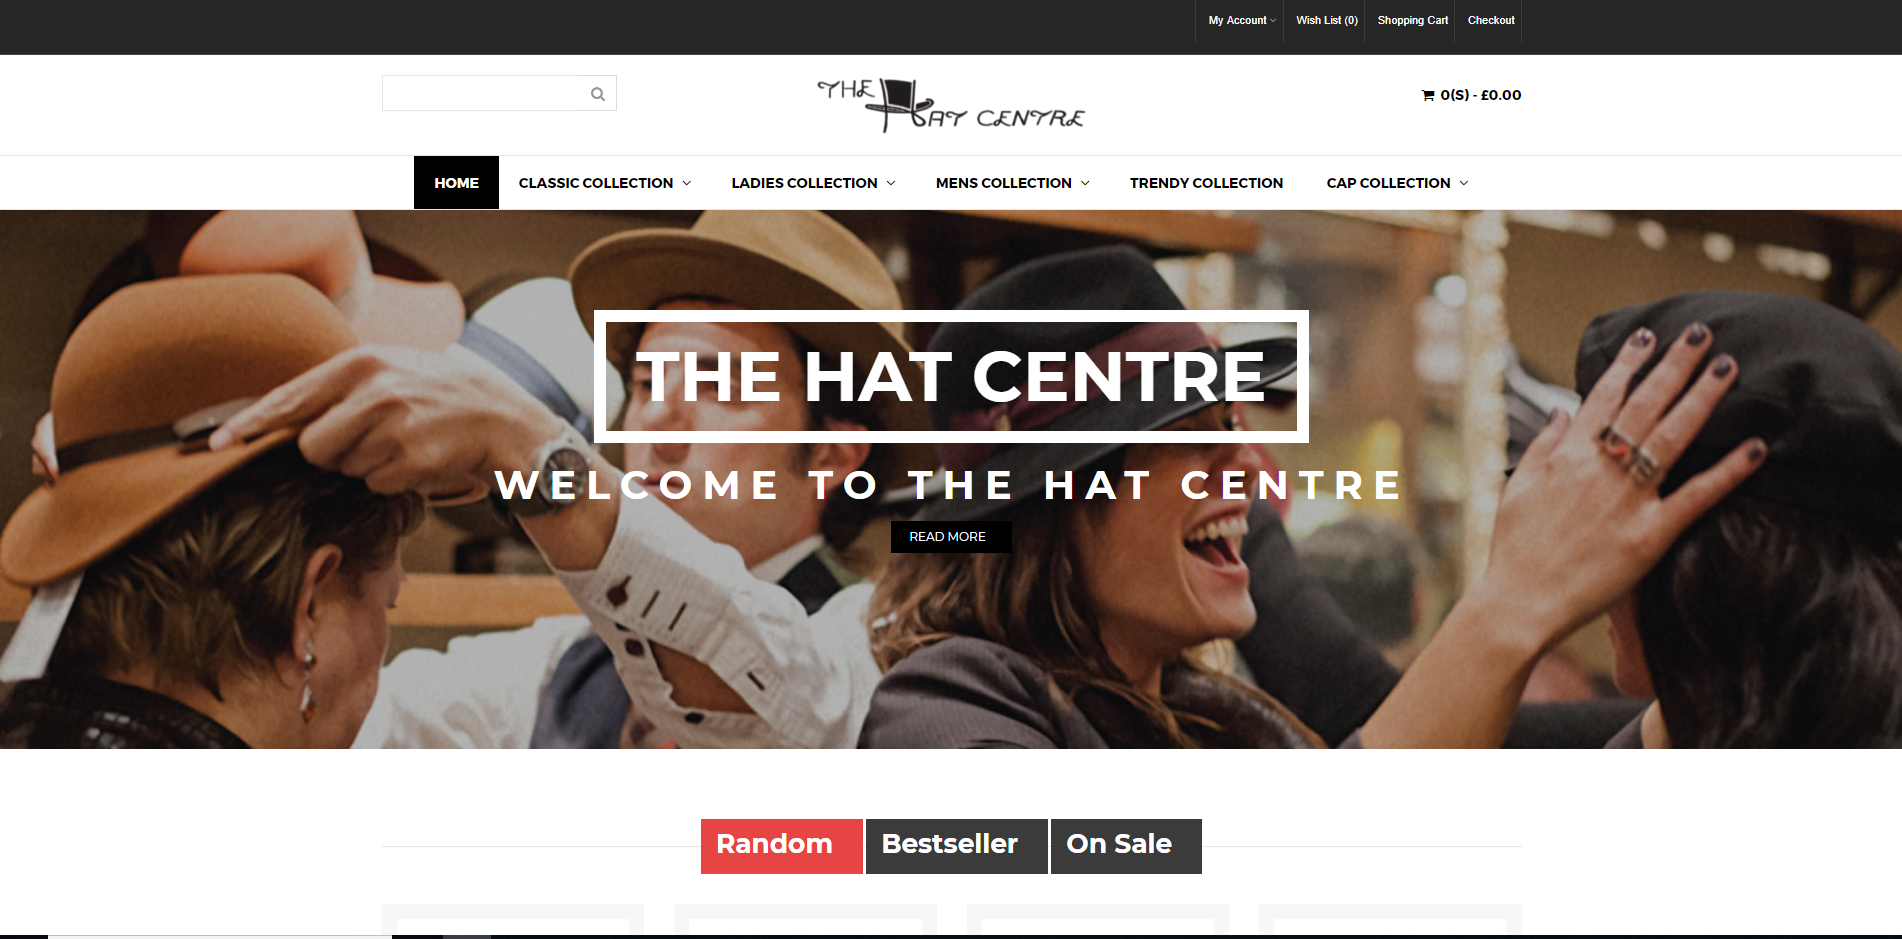 My Account Wish List (0) Shopping Cart Checkout
THE HAT CENTRE
0(S) - £0.00
HOME CLASSIC COLLECTION LADIES COLLECTION MENS COLLECTION TRENDY COLLECTION CAP COLLECTION
THE HAT CENTRE
WELCOME TO THE HAT CENTRE
READ MORE
Random Bestseller On Sale